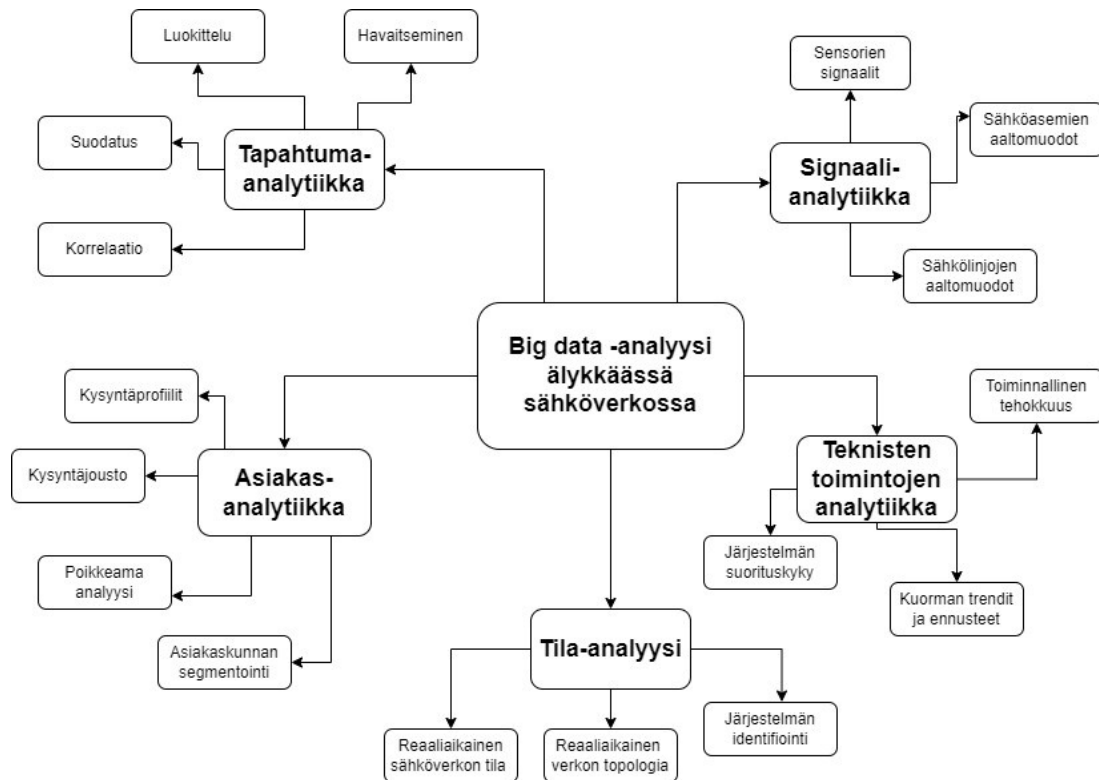 Luokittelu
Havaitseminen
Suodatus
Tapahtuma-
analytiikka
Korrelaatio
Sensorien
signaalit
Sähköasemien
aaltomuodot
Signaali-
analytiikka
Sähkölinjojen
aaltomuodot
Big data -analyysi
älykkäässä
sähköverkossa
Kysyntäprofiilit
Kysyntäjousto
Asiakas-
analytiikka
Poikkeama
analyysi
Asiakaskunnan
segmentointi
Toiminnallinen
tehokkuus
Teknisten
toimintojen
analytiikka
Järjestelmän
suorituskyky
Kuorman trendit
ja ennusteet
Tila-analyysi
Reaaliaikainen
sähköverkon tila
Reaaliaikainen
verkon topologia
Järjestelmän
identifiointi